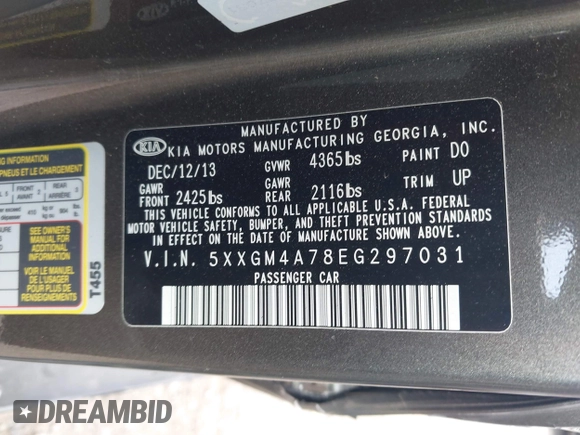 MANUFACTURED BY
KIA KIA MOTORS MANUFACTURING GEORGIA, INC.
DEC/12/13 GVWR 4365lbs PAINT D0
GAWR FRONT 2425lbs GAWR REAR 2116lbs TRIM UP
THIS VEHICLE CONFORMS TO ALL APPLICABLE U.S.A. FEDERAL
MOTOR VEHICLE SAFETY, BUMPER, AND THEFT PREVENTION STANDARDS
IN EFFECT ON THE DATE OF MANUFACTURE SHOWN ABOVE.
V.I.N. 5XXGM4A78EG297031
PASSENGER CAR
PNEUS ET LE CHARGEMENT
SEE OWNER'S
MANUAL FOR
ADDITIONAL
INFORMATION
VOIR LE MANUEL
DE L'USAGER
POUR PLUS DE
T455
DREAMBID